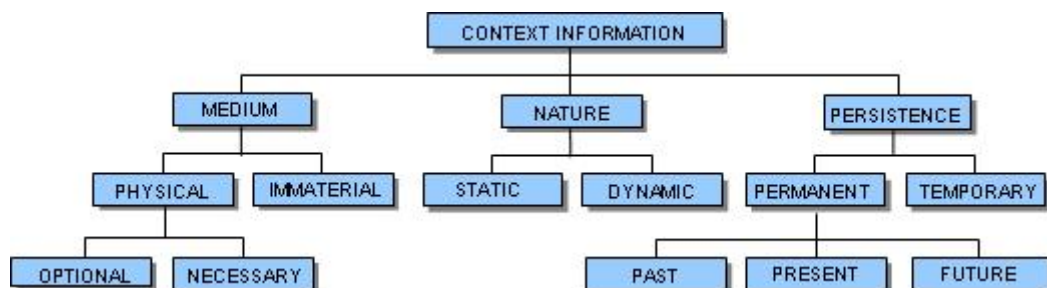 CONTEXT INFORMATION
MEDIUM
NATURE
PERSISTENCE
PHYSICAL
IMMATERIAL
STATIC
DYNAMIC
PERMANENT
TEMPORARY
OPTIONAL
NECESSARY
PAST
PRESENT
FUTURE